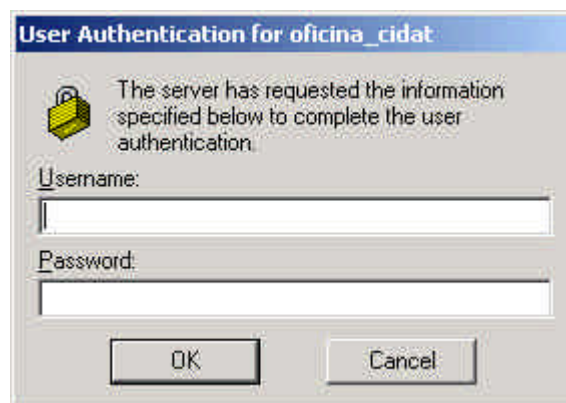 User Authentication for oficina_cidat
The server has requested the information
specified below to complete the user
authentication.
Username:
Password:
OK Cancel